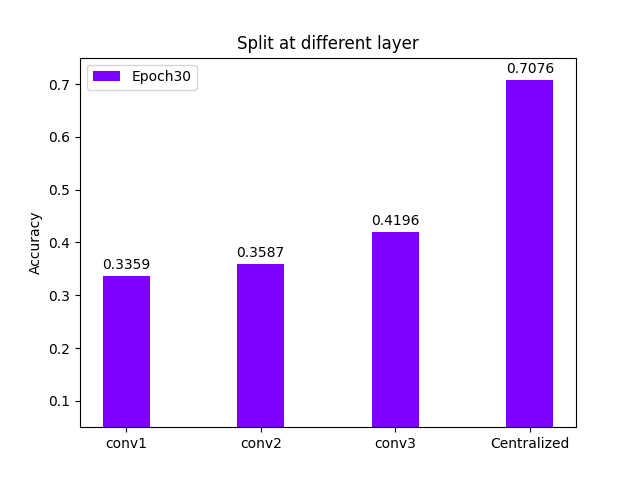 Split at different layer
Epoch30
0.7076
0.4196
0.3587
0.3359
Accuracy
0.7
0.6
0.5
0.4
0.3
0.2
0.1
conv1
conv2
conv3
Centralized